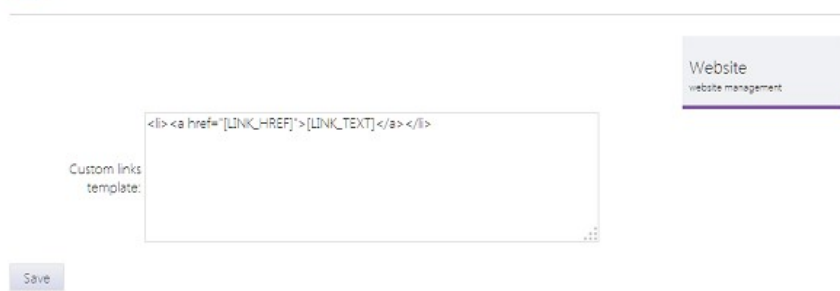 Website
website management
<li><a href="[LINK_HREF]">[LINK_TEXT]</a></li>
Custom links
template:
Save